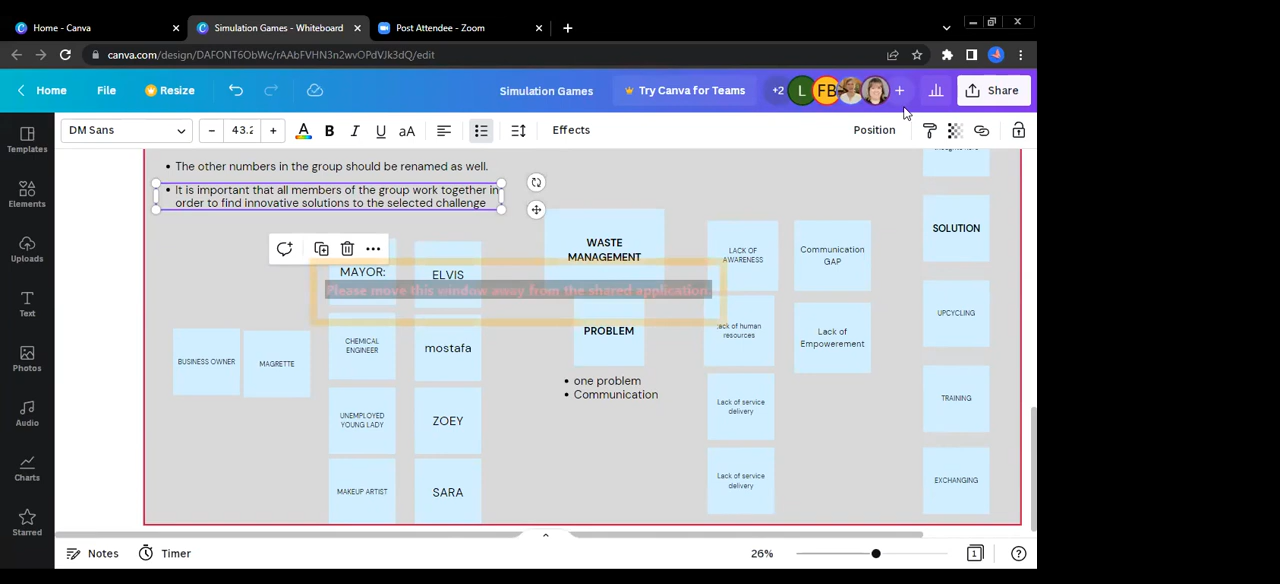 Home - Canva
Simulation Games - Whiteboard
Post Attendee - Zoom
canva.com/design/DAFONT6ObWc/rAAbFVHN3n2wvOPdVJk3dQ/edit
Home
File
Resize
Simulation Games
Try Canva for Teams
+2
L
FB
Share
DM Sans
43.2
B
I
U
aA
Effects
Position
Templates
Elements
Uploads
Text
Photos
Audio
Charts
Starred
The other numbers in the group should be renamed as well.
It is important that all members of the group work together in
order to find innovative solutions to the selected challenge
MAYOR:
ELVIS
Please move this window away from the shared application.
CHEMICAL
ENGINEER
mostafa
BUSINESS OWNER
MAGRETTE
UNEMPLOYED
YOUNG LADY
ZOEY
MAKEUP ARTIST
SARA
WASTE
MANAGEMENT
PROBLEM
one problem
Communication
LACK OF
AWARENESS
Communication
GAP
Lack of human
resources
Lack of
Empowerement
Lack of service
delivery
Lack of service
delivery
SOLUTION
UPCYCLING
TRAINING
EXCHANGING
Notes
Timer
26%
1